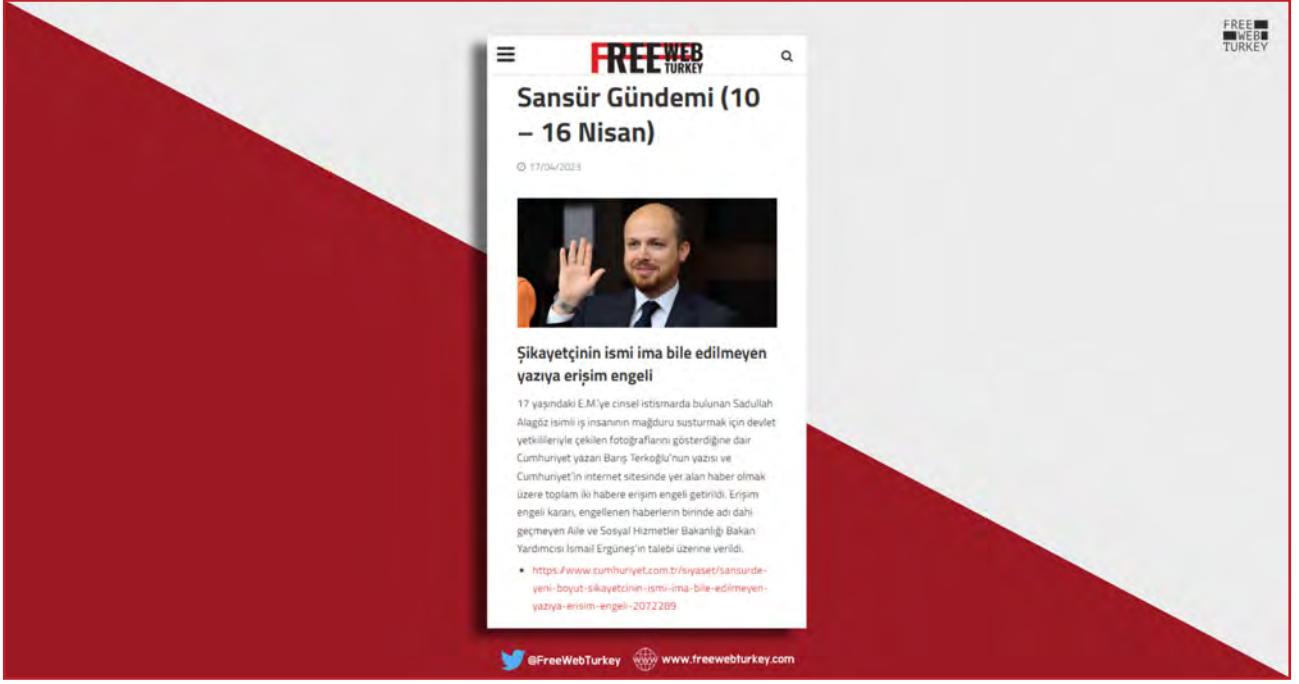 FREE
WEB
TURKEY
FREE WEB
TURKEY
Sansür Gündemi (10
– 16 Nisan)
17/04/2023
Şikayetçinin ismi ima bile edilmeyen
yazıya erişim engeli
17 yaşındaki E.M.'ye cinsel istismarda bulunan Sadullah
Alagöz isimli iş insanının mağduru susturmak için devlet
yetkilileriyle çekilen fotoğraflarını gösterdiğine dair
Cumhuriyet yazarı Barış Terkoğlu'nun yazısı ve
Cumhuriyet'in internet sitesinde yer alan haber olmak
üzere toplam iki habere erişim engeli getirildi. Erişim
engeli kararı, engellenen haberlerin birinde adı dahi
geçmeyen Aile ve Sosyal Hizmetler Bakanlığı Bakan
Yardımcısı İsmail Ergüneş'in talebi üzerine verildi.
• https://www.cumhuriyet.com.tr/siyaset/sansurde-
yeni-boyut-sikayetcinin-ismi-ima-bile-edilmeyen-
yaziya-erisim-engeli-2072289
@FreeWebTurkey www www.freewebturkey.com